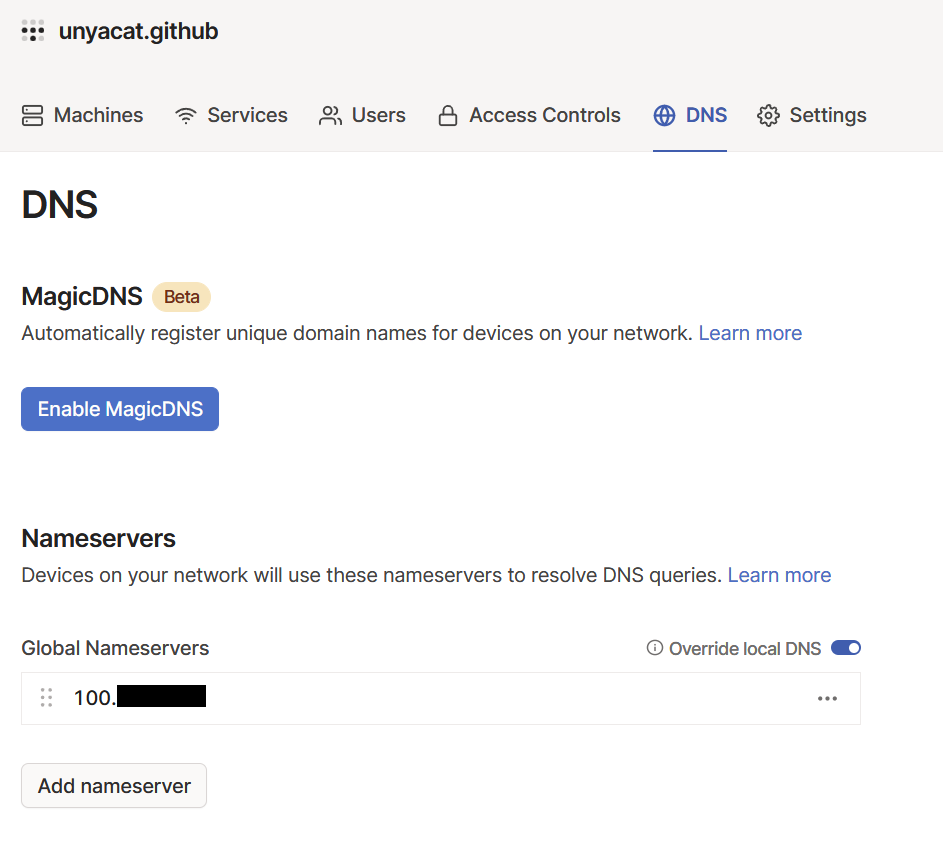 unyacat.github
Machines Services Users Access Controls DNS Settings
DNS
MagicDNS Beta
Automatically register unique domain names for devices on your network. Learn more
Enable MagicDNS
Nameservers
Devices on your network will use these nameservers to resolve DNS queries. Learn more
Global Nameservers Override local DNS
100.
Add nameserver